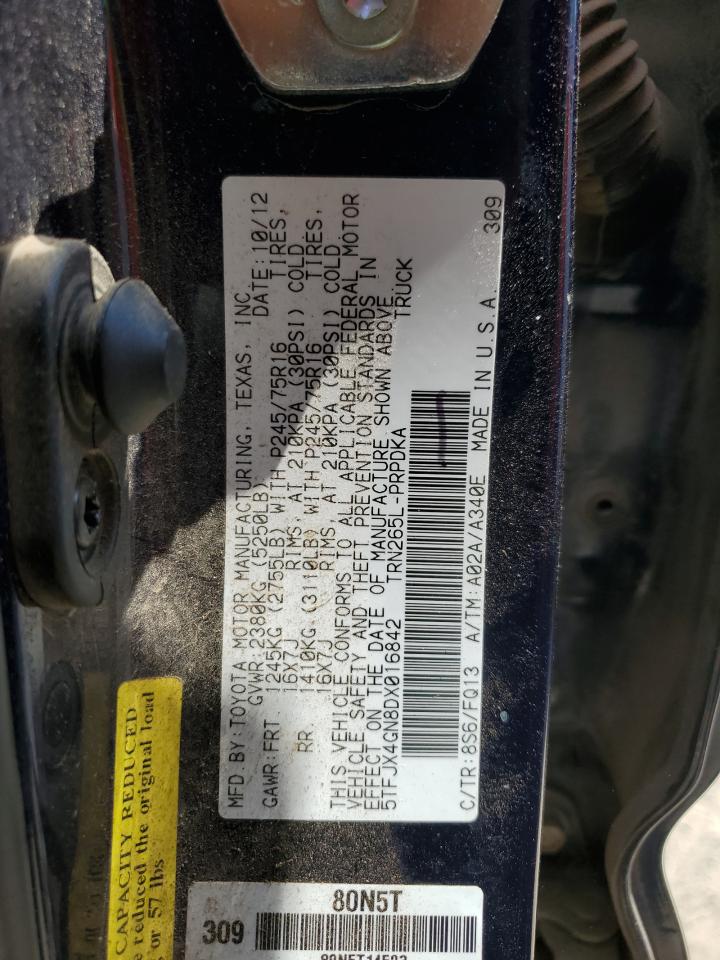 MFD.BY:TOYOTA MOTOR MANUFACTURING, TEXAS, INC. DATE:10/12
GVWR:2380KG (5250LB)
GAWR:FRT 1245KG (2755LB) WITH P245/75R16 TIRES,
16X7J RIMS, AT 210KPA (30PSI) COLD
RR 1410KG (3110LB) WITH P245/75R16 TIRES,
16X7J RIMS, AT 210KPA (30PSI) COLD
THIS VEHICLE CONFORMS TO ALL APPLICABLE FEDERAL MOTOR
VEHICLE SAFETY AND THEFT PREVENTION STANDARDS IN
EFFECT ON THE DATE OF MANUFACTURE SHOWN ABOVE.
5TFJX4GN8DX016842 TRN265L-PRPDKA TRUCK
C/TR:8S6/FQ13 A/TM:A02A/A340E MADE IN U.S.A. 309
CAPACITY REDUCED
reduced the original load
or 57 lbs
80N5T
309